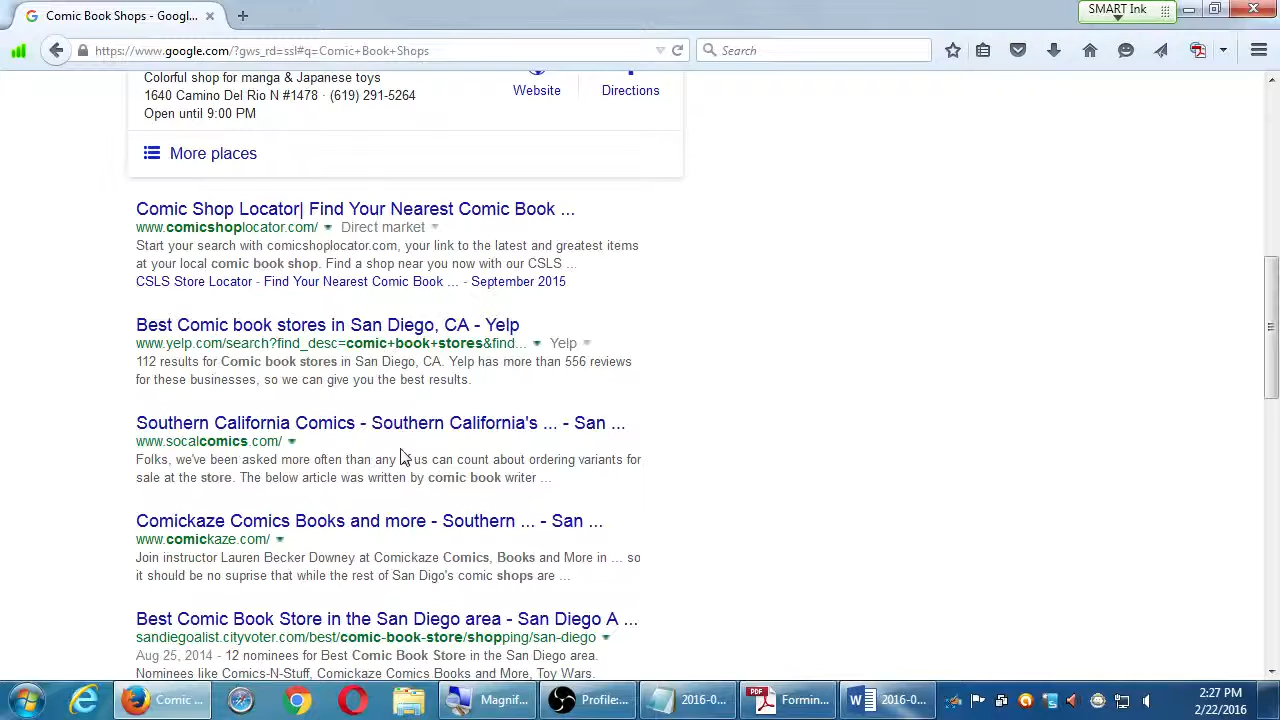 Comic Book Shops - Googl...
SMART Ink
https://www.google.com/?gws_rd=ssl#q=Comic+Book+Shops
Search
Colorful shop for manga & Japanese toys
1640 Camino Del Rio N #1478 · (619) 291-5264
Open until 9:00 PM
Website
Directions
More places
Comic Shop Locator| Find Your Nearest Comic Book ...
www.comicshoplocator.com/ Direct market
Start your search with comicshoplocator.com, your link to the latest and greatest items
at your local comic book shop. Find a shop near you now with our CSLS ...
CSLS Store Locator - Find Your Nearest Comic Book ... - September 2015
Best Comic book stores in San Diego, CA - Yelp
www.yelp.com/search?find_desc=comic+book+stores&find... Yelp
112 results for Comic book stores in San Diego, CA. Yelp has more than 556 reviews
for these businesses, so we can give you the best results.
Southern California Comics - Southern California's ... - San ...
www.socalcomics.com/
Folks, we've been asked more often than any us can count about ordering variants for
sale at the store. The below article was written by comic book writer ...
Comickaze Comics Books and more - Southern ... - San ...
www.comickaze.com/
Join instructor Lauren Becker Downey at Comickaze Comics, Books and More in ... so
it should be no suprise that while the rest of San Digo's comic shops are ...
Best Comic Book Store in the San Diego area - San Diego A ...
sandiegoalist.cityvoter.com/best/comic-book-store/shopping/san-diego
Aug 25, 2014 - 12 nominees for Best Comic Book Store in the San Diego area.
Nominees like Comics-N-Stuff, Comickaze Comics Books and More, Toy Wars.
Comic ...
Magnif...
Profile:...
2016-0...
Formin...
2016-0...
2:27 PM
2/22/2016